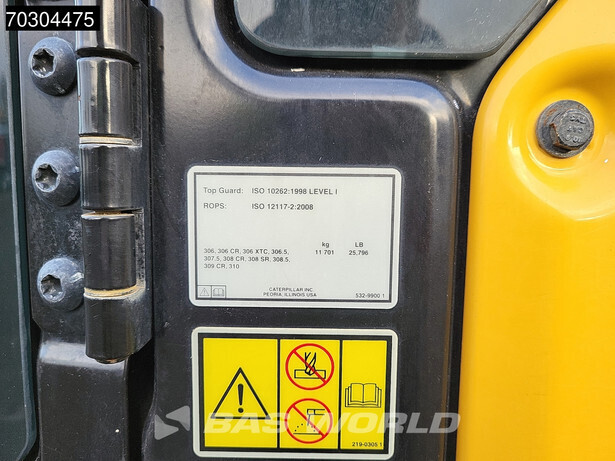 70304475
Top Guard: ISO 10262:1998 LEVEL I
ROPS: ISO 12117-2:2008
kg LB
306, 306 CR, 306 XTC, 306.5, 11 701 25,796
307.5, 308 CR, 308 SR, 308.5,
309 CR, 310
CATERPILLAR INC
PEORIA, ILLINOIS USA 532-9900 1
BAS WORLD
219-0305 1